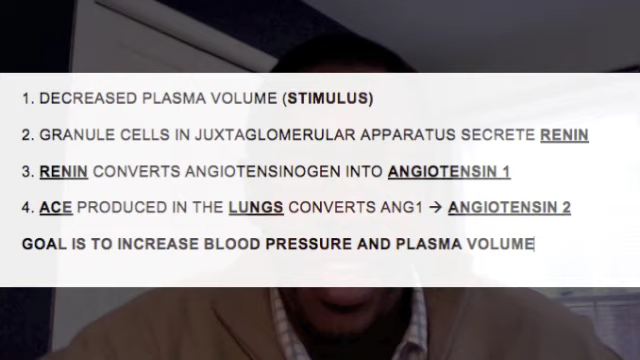 1. DECREASED PLASMA VOLUME (STIMULUS)
2. GRANULE CELLS IN JUXTAGLOMERULAR APPARATUS SECRETE RENIN
3. RENIN CONVERTS ANGIOTENSINOGEN INTO ANGIOTENSIN 1
4. ACE PRODUCED IN THE LUNGS CONVERTS ANG1 → ANGIOTENSIN 2
GOAL IS TO INCREASE BLOOD PRESSURE AND PLASMA VOLUME